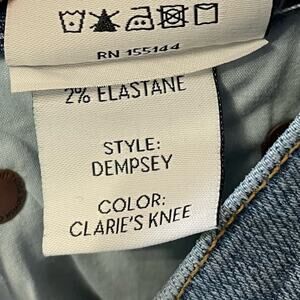 RN 155144
2% ELASTANE
STYLE:
DEMPSEY
COLOR:
CLARIE'S KNEE